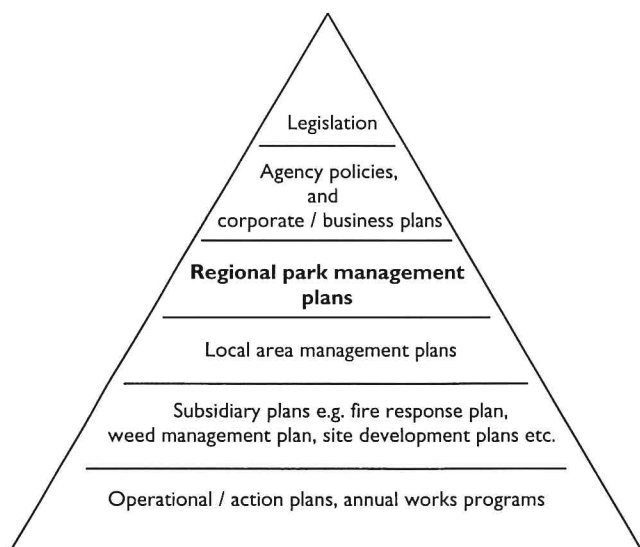 Legislation
Agency policies,
and
corporate / business plans
Regional park management
plans
Local area management plans
Subsidiary plans e.g. fire response plan,
weed management plan, site development plans etc.
Operational / action plans, annual works programs